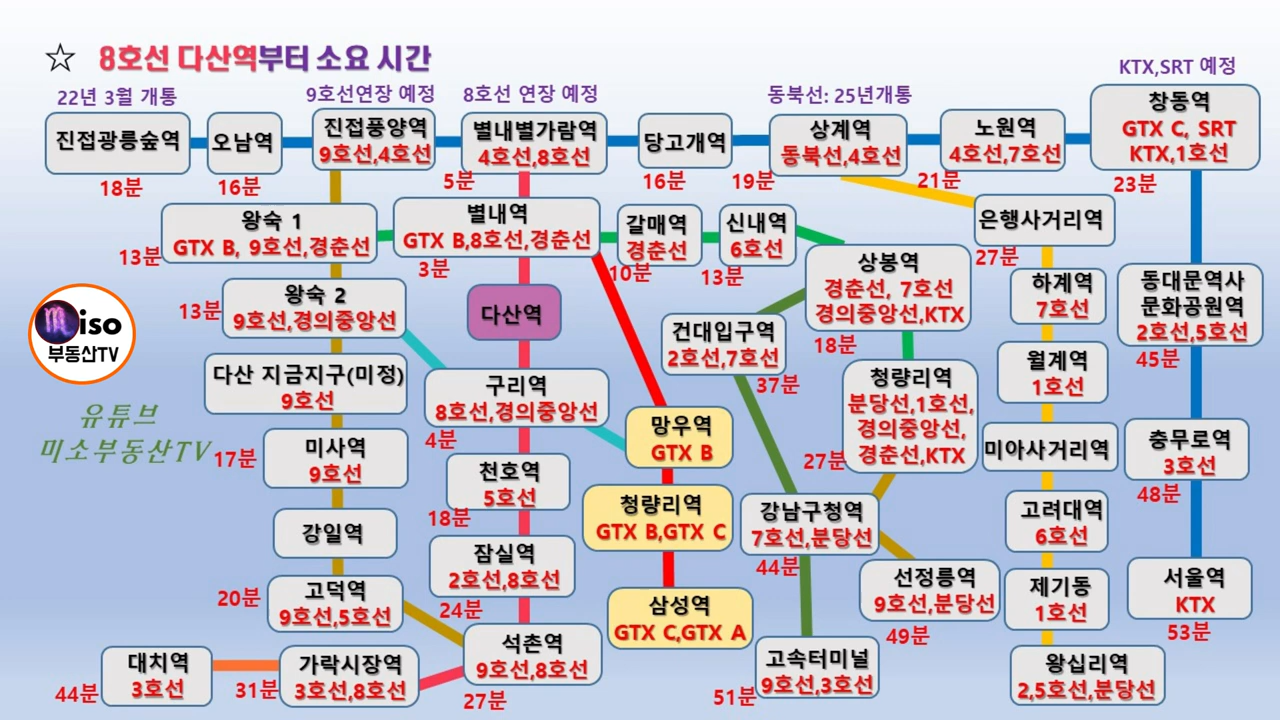 ☆ 8호선 다산역부터 소요 시간
KTX,SRT 예정
22년 3월 개통
9호선연장 예정
8호선 연장 예정
동북선: 25년개통
진접광릉숲역
18분
오남역
16분
진접풍양역
9호선,4호선
별내별가람역
4호선,8호선
5분
당고개역
16분
상계역
동북선,4호선
19분
노원역
4호선,7호선
21분
창동역
GTX C, SRT
KTX,1호선
23분
왕숙 1
GTX B, 9호선,경춘선
13분
별내역
GTX B,8호선,경춘선
3분
갈매역
경춘선
10분
신내역
6호선
13분
은행사거리역
27분
상봉역
경춘선, 7호선
경의중앙선,KTX
18분
하계역
7호선
동대문역사
문화공원역
2호선,5호선
45분
왕숙 2
9호선,경의중앙선
13분
다산역
건대입구역
2호선,7호선
37분
miso
부동산TV
다산 지금지구(미정)
9호선
구리역
8호선,경의중앙선
4분
청량리역
분당선,1호선,
경의중앙선,
경춘선,KTX
27분
월계역
1호선
유튜브
미소부동산TV
미사역
9호선
17분
망우역
GTX B
미아사거리역
충무로역
3호선
48분
천호역
5호선
18분
청량리역
GTX B,GTX C
강남구청역
7호선,분당선
44분
고려대역
6호선
강일역
잠실역
2호선,8호선
24분
선정릉역
9호선,분당선
49분
제기동
1호선
서울역
KTX
53분
고덕역
9호선,5호선
20분
삼성역
GTX C,GTX A
석촌역
9호선,8호선
27분
고속터미널
9호선,3호선
51분
왕십리역
2,5호선,분당선
대치역
3호선
44분
가락시장역
3호선,8호선
31분